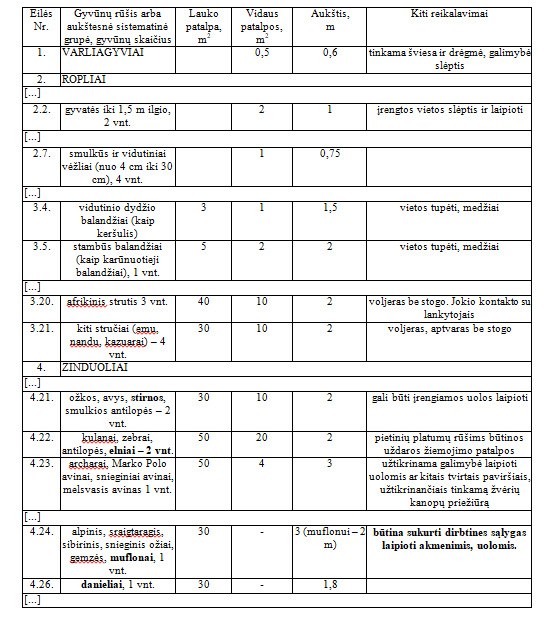 Eilės Nr. | Gyvūnų rūšis arba aukštesnė sistematinė grupė, gyvūnų skaičius | Lauko patalpa, m² | Vidaus patalpos, m² | Aukštis, m | Kiti reikalavimai
1. | VARLIAGYVIAI | | 0,5 | 0,6 | tinkama šviesa ir drėgmė, galimybė slėptis
2. | ROPLIAI
[...]
2.2. | gyvatės iki 1,5 m ilgio, 2 vnt. | | 2 | 1 | įrengtos vietos slėptis ir laipioti
[...]
2.7. | smulkūs ir vidutiniai vėžliai (nuo 4 cm iki 30 cm), 4 vnt. | | 1 | 0,75 |
[...]
3.4. | vidutinio dydžio balandžiai (kaip keršulis) | 3 | 1 | 1,5 | vietos tupėti, medžiai
3.5. | stambūs balandžiai (kaip karūnuotieji balandžiai), 1 vnt. | 5 | 2 | 2 | vietos tupėti, medžiai
[...]
3.20. | afrikinis strutis 3 vnt. | 40 | 10 | 2 | voljeras be stogo. Jokio kontakto su lankytojais
3.21. | kiti stručiai (emu, nandu, kazuarai) – 4 vnt. | 30 | 10 | 2 | voljeras, aptvaras be stogo
4. | ŽINDUOLIAI
[...]
4.21. | ožkos, avys, stirnos, smulkios antilopės – 2 vnt. | 30 | 10 | 2 | gali būti įrengiamos uolos laipioti
4.22. | kulanai, zebrai, antilopės, elniai – 2 vnt. | 50 | 20 | 2 | pietinių platumų rūšims būtinos uždaros žiemojimo patalpos
4.23. | archarai, Marko Polo avinai, snieginiai avinai, melsvasis avinas 1 vnt. | 50 | 4 | 3 | užtikrinama galimybė laipioti uolomis ar kitais tvirtais paviršiais, užtikrinančiais tinkamą žvėrių kanopų priežiūrą
[...]
4.24. | alpinis, sraigtaragis, sibirinis, snieginis ožiai, gemzės, muflonai, 1 vnt. | 30 | - | 3 (muflonui – 2 m) | būtina sukurti dirbtines sąlygas laipioti akmenimis, uolomis.
4.26. | danieliai, 1 vnt. | 30 | - | 1,8 |
[...]